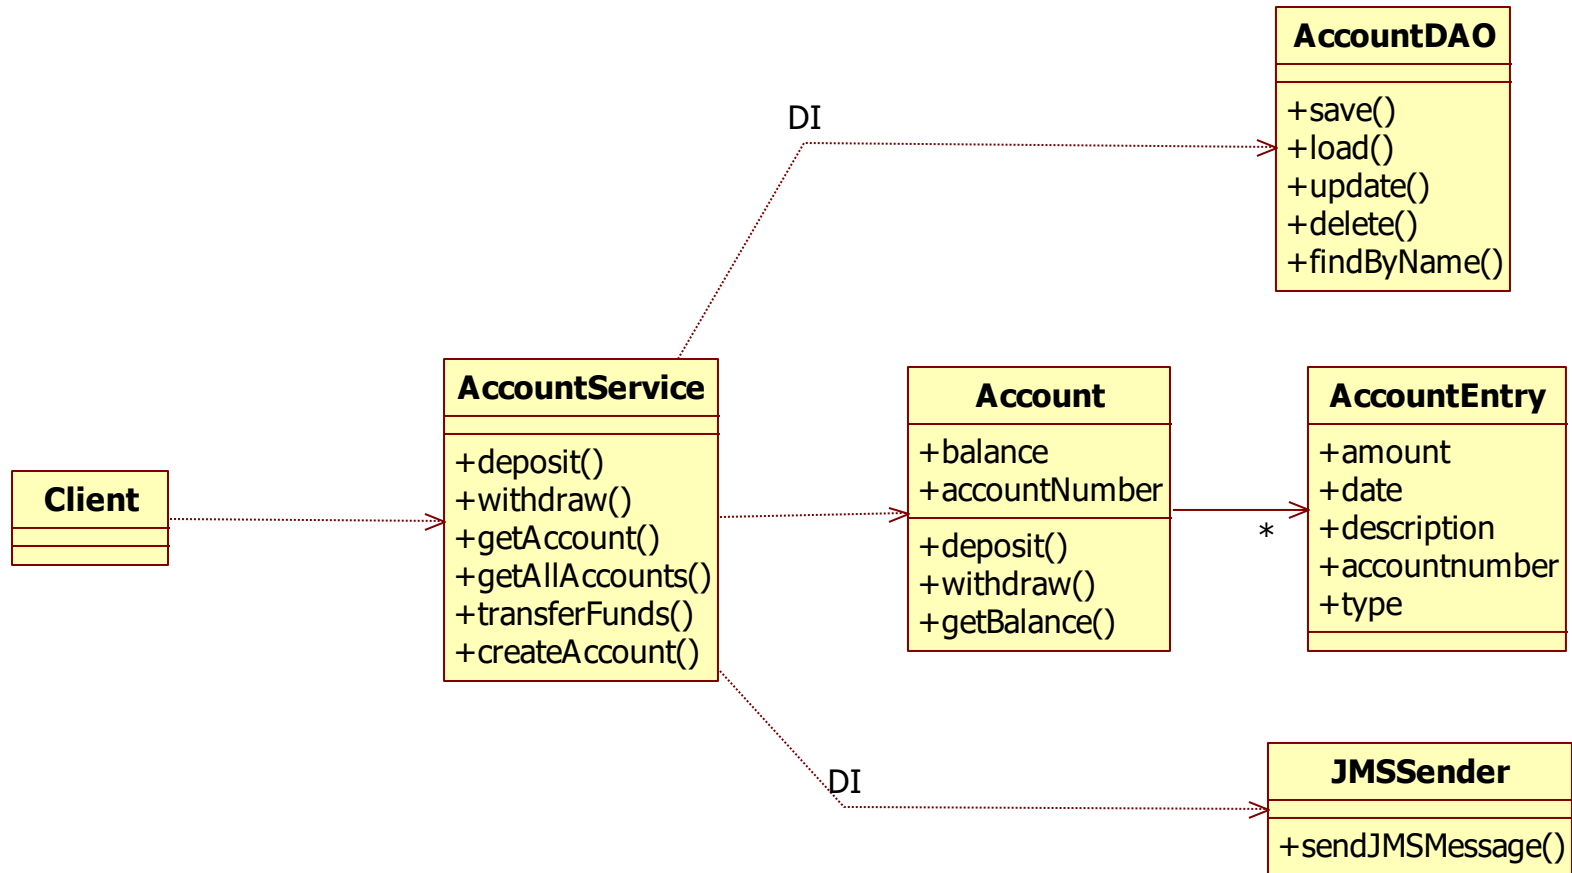 AccountDAO
+save()
+load()
+update()
+delete()
+findByName()
DI
AccountService
+deposit()
+withdraw()
+getAccount()
+getAllAccounts()
+transferFunds()
+createAccount()
Client
Account
+balance
+accountNumber
+deposit()
+withdraw()
+getBalance()
*
AccountEntry
+amount
+date
+description
+accountnumber
+type
DI
JMSSender
+sendJMSMessage()